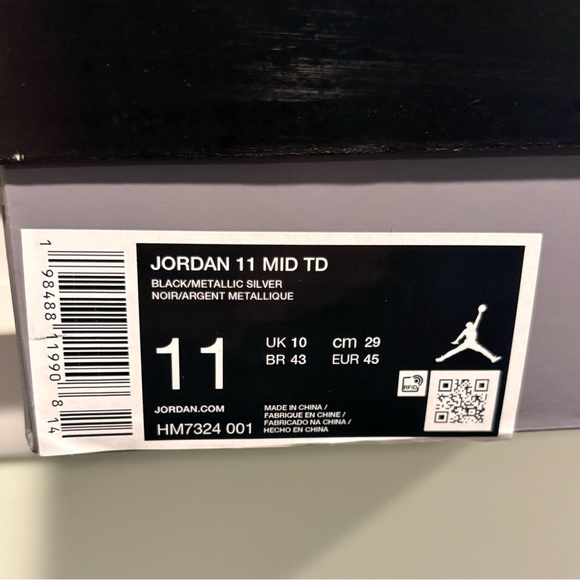 1 98488 11990 8 14
JORDAN 11 MID TD
BLACK/METALLIC SILVER
NOIR/ARGENT METALLIQUE
11
UK 10 cm 29
BR 43 EUR 45
JORDAN.COM
HM7324 001
MADE IN CHINA /
FABRIQUE EN CHINE /
FABRICADO NA CHINA /
HECHO EN CHINA
RFID